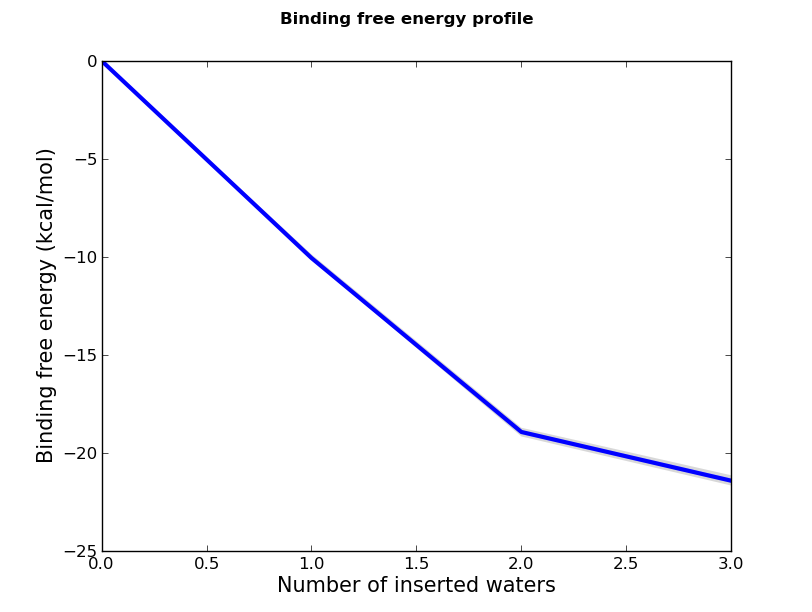 Binding free energy profile
Binding free energy (kcal/mol)
0
−5
−10
−15
−20
−25
0.0 0.5 1.0 1.5 2.0 2.5 3.0
Number of inserted waters